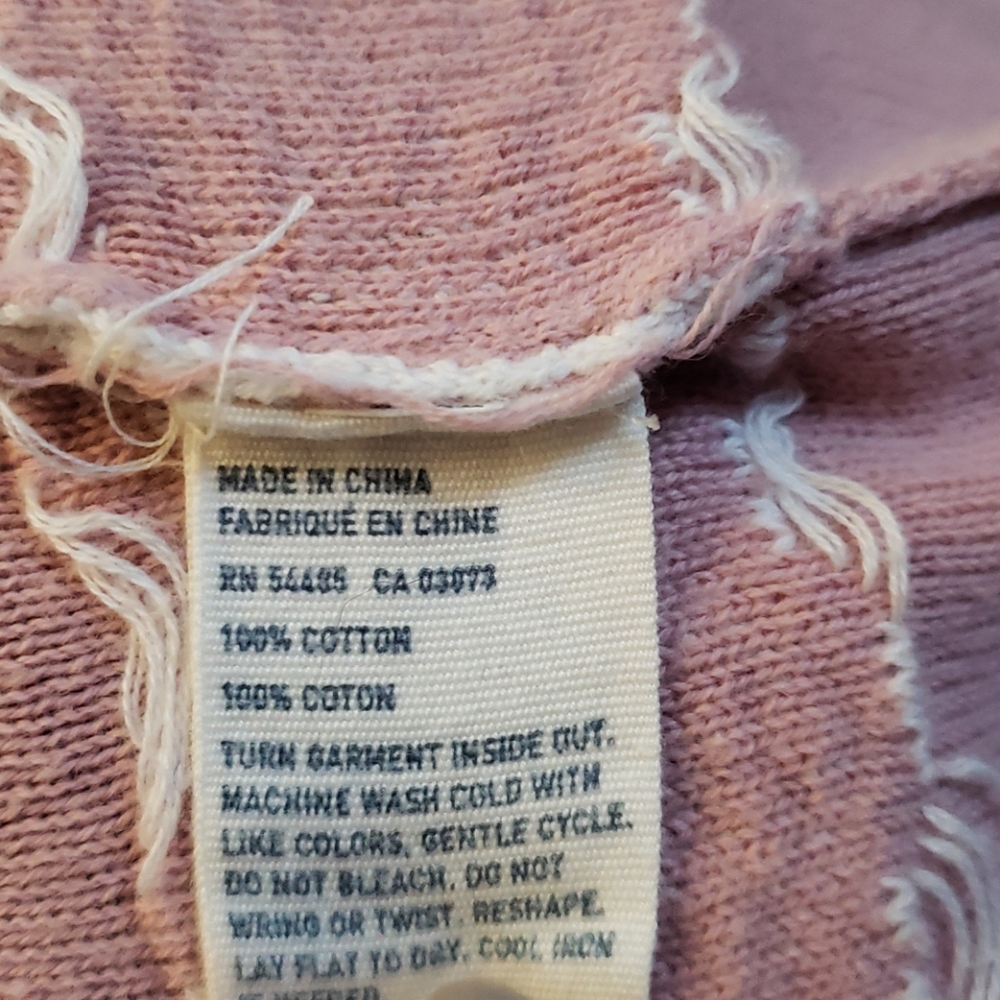 MADE IN CHINA
FABRIQUÉ EN CHINE
RN 54485 CA 03073
100% COTTON
100% COTON
TURN GARMENT INSIDE OUT.
MACHINE WASH COLD WITH
LIKE COLORS, GENTLE CYCLE.
DO NOT BLEACH. DO NOT
WRING OR TWIST. RESHAPE.
LAY FLAT TO DRY. COOL IRON
IF NEEDED